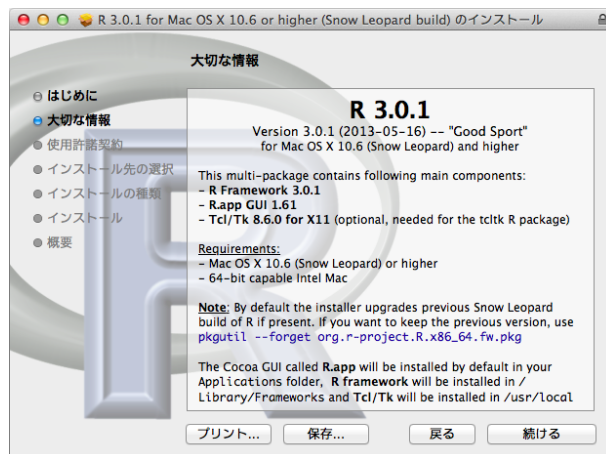 R 3.0.1 for Mac OS X 10.6 or higher (Snow Leopard build) のインストール
大切な情報
はじめに
大切な情報
使用許諾契約
インストール先の選択
インストールの種類
インストール
概要
R 3.0.1
Version 3.0.1 (2013-05-16) -- "Good Sport"
for Mac OS X 10.6 (Snow Leopard) and higher
This multi-package contains following main components:
- R Framework 3.0.1
- R.app GUI 1.61
- Tcl/Tk 8.6.0 for X11 (optional, needed for the tcltk R package)
Requirements:
- Mac OS X 10.6 (Snow Leopard) or higher
- 64-bit capable Intel Mac
Note: By default the installer upgrades previous Snow Leopard
build of R if present. If you want to keep the previous version, use
pkgutil --forget org.r-project.R.x86_64.fw.pkg
The Cocoa GUI called R.app will be installed by default in your
Applications folder, R framework will be installed in /
Library/Frameworks and Tcl/Tk will be installed in /usr/local
プリント... 保存... 戻る 続ける